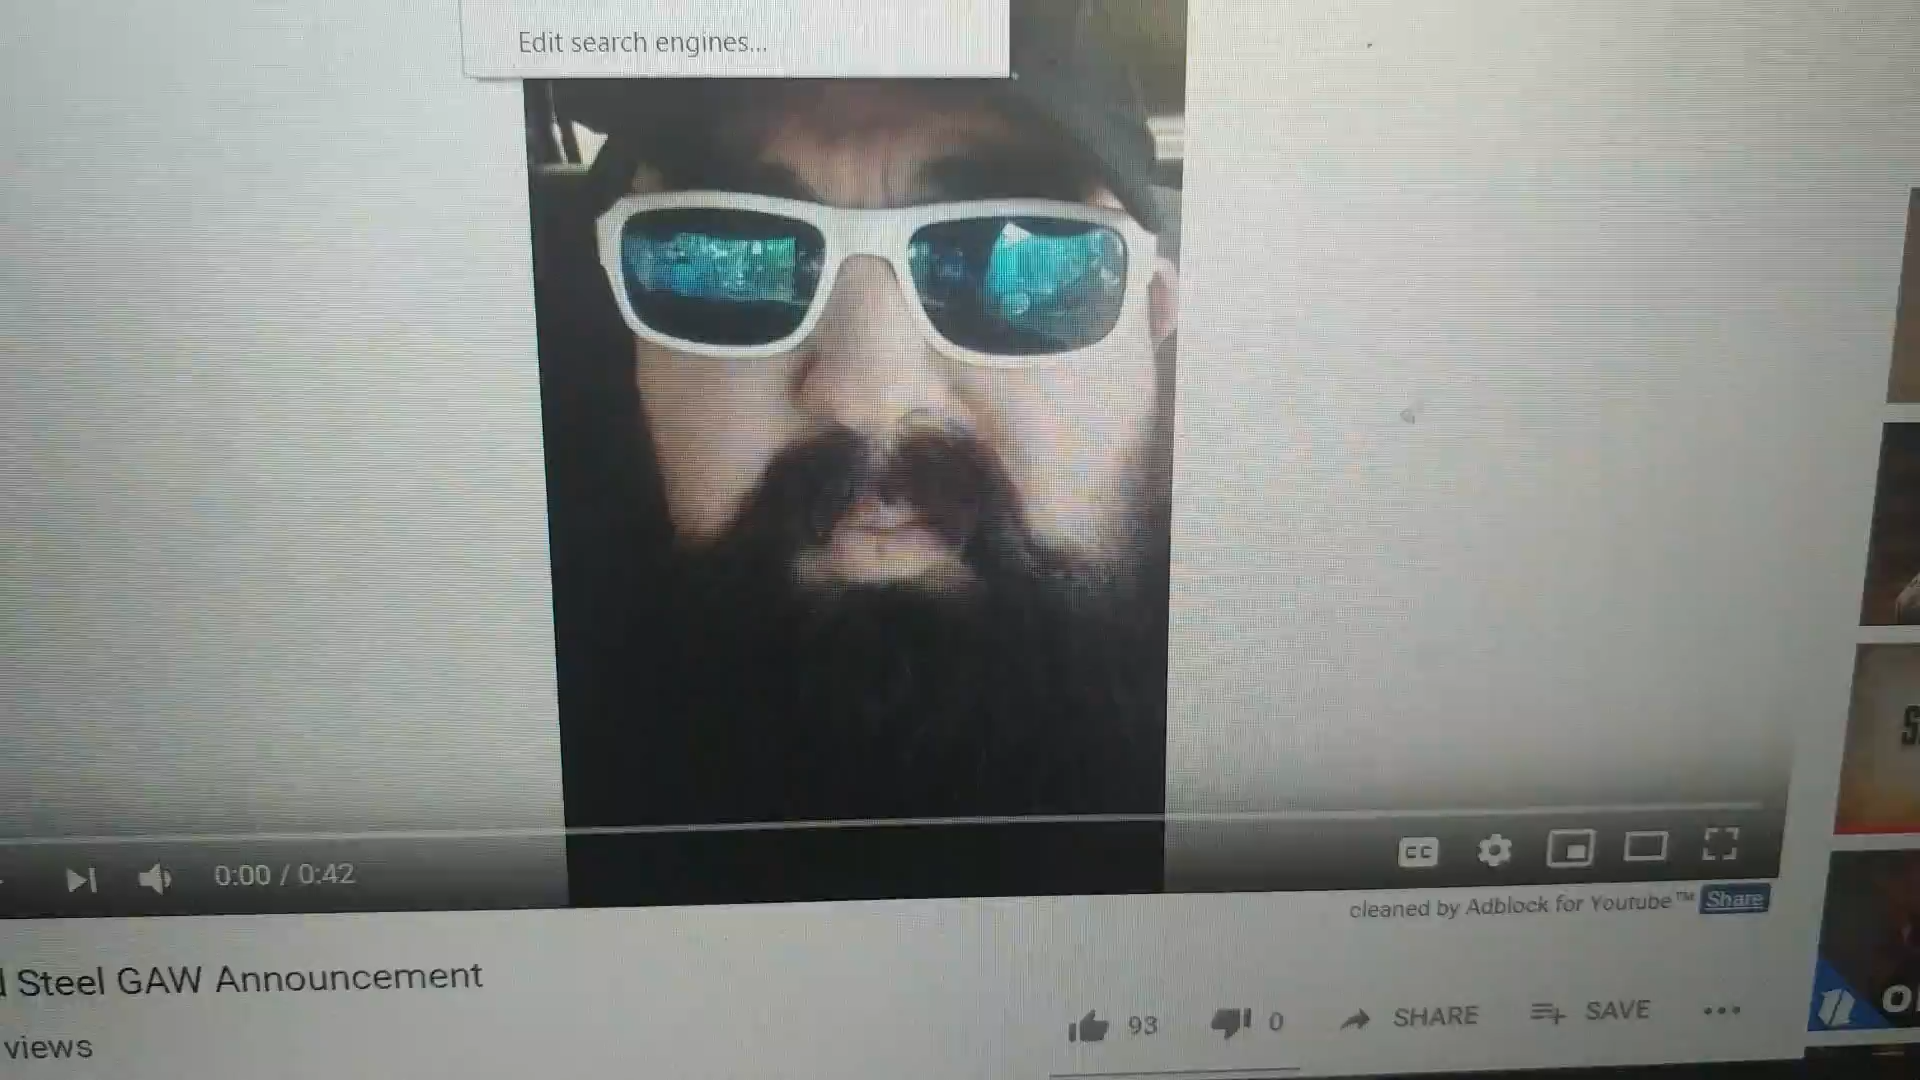 Edit search engines...
0:00 / 0:42
CC
cleaned by Adblock for Youtube™ Share
Steel GAW Announcement
93
0
SHARE
SAVE
views